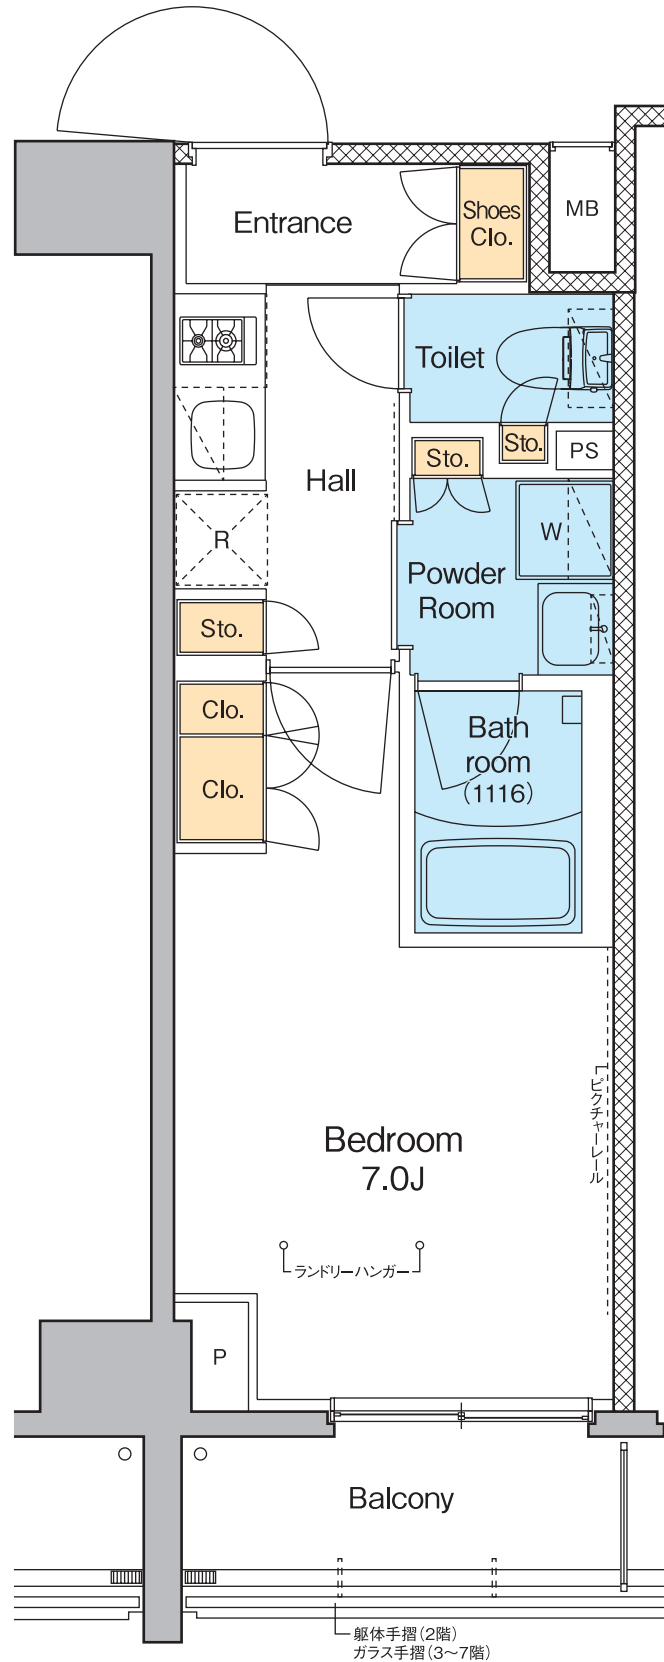 Entrance
Shoes
Clo.
MB
Toilet
Sto.
Sto.
PS
Hall
R
W
Powder
Room
Sto.
Clo.
Clo.
Bath
room
(1116)
Bedroom
7.0J
ピクチャーレール
ランドリーハンガー
P
Balcony
躯体手摺(2階)
ガラス手摺(3〜7階)